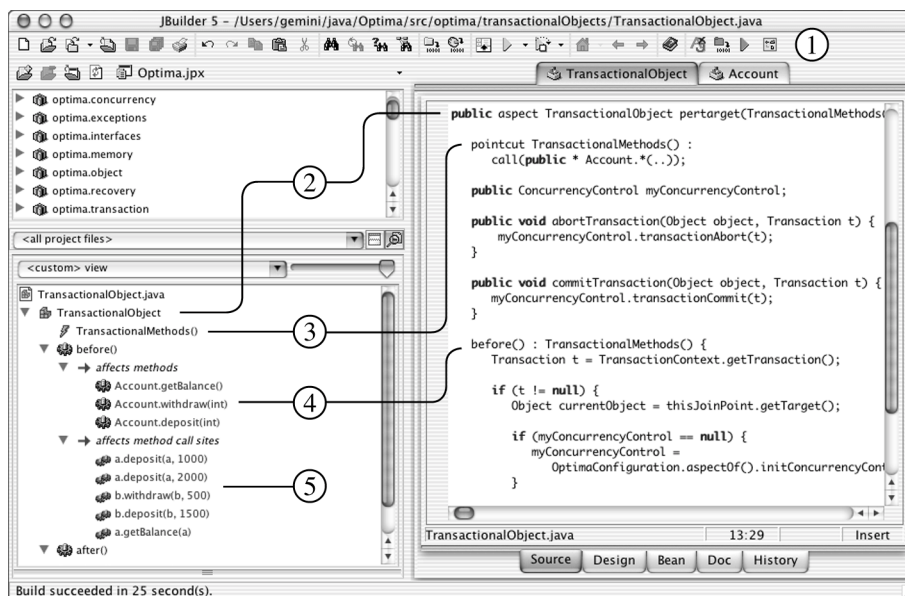 JBuilder 5 – /Users/gemini/java/Optima/src/optima/transactionalObjects/TransactionalObject.java
1
Optima.jpx
TransactionalObject
Account
optima.concurrency
optima.exceptions
optima.interfaces
optima.memory
optima.object
optima.recovery
optima.transaction
<all project files>
<custom> view
TransactionalObject.java
TransactionalObject
TransactionalMethods()
before()
affects methods
Account.getBalance()
Account.withdraw(int)
Account.deposit(int)
affects method call sites
a.deposit(a, 1000)
a.deposit(a, 2000)
b.withdraw(b, 500)
b.deposit(b, 1500)
a.getBalance(a)
after()
2
3
4
5
public aspect TransactionalObject pertarget(TransactionalMethods(
pointcut TransactionalMethods() :
call(public * Account.*(..));
public ConcurrencyControl myConcurrencyControl;
public void abortTransaction(Object object, Transaction t) {
myConcurrencyControl.transactionAbort(t);
}
public void commitTransaction(Object object, Transaction t) {
myConcurrencyControl.transactionCommit(t);
}
before() : TransactionalMethods() {
Transaction t = TransactionContext.getTransaction();
if (t != null) {
Object currentObject = thisJoinPoint.getTarget();
if (myConcurrencyControl == null) {
myConcurrencyControl =
OptimaConfiguration.aspectOf().initConcurrencyCont
}
TransactionalObject.java 13:29 Insert
Source Design Bean Doc History
Build succeeded in 25 second(s).